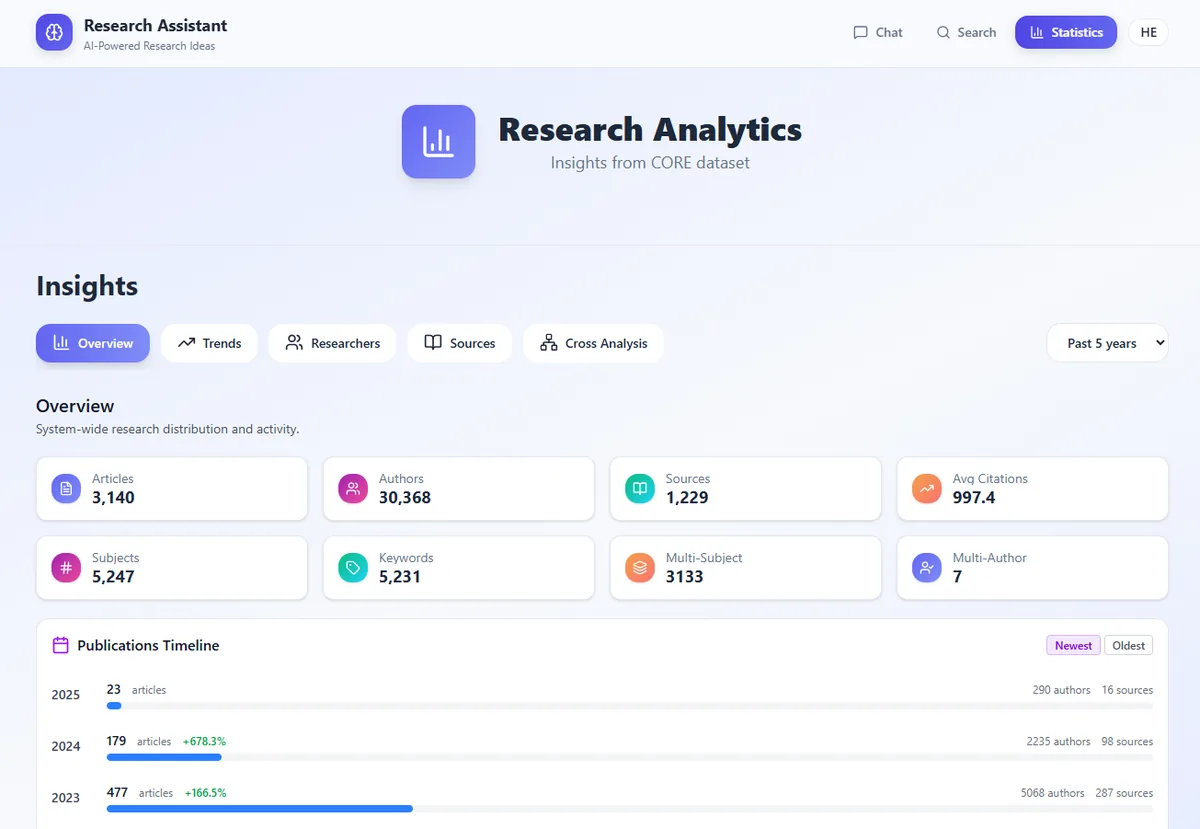 Research Assistant
AI-Powered Research Ideas
Chat
Search
Statistics
HE
Research Analytics
Insights from CORE dataset
Insights
Overview
Trends
Researchers
Sources
Cross Analysis
Past 5 years
Overview
System-wide research distribution and activity.
Articles
3,140
Authors
30,368
Sources
1,229
Avg Citations
997.4
Subjects
5,247
Keywords
5,231
Multi-Subject
3133
Multi-Author
7
Publications Timeline
Newest
Oldest
2025
23 articles
290 authors 16 sources
2024
179 articles +678.3%
2235 authors 98 sources
2023
477 articles +166.5%
5068 authors 287 sources